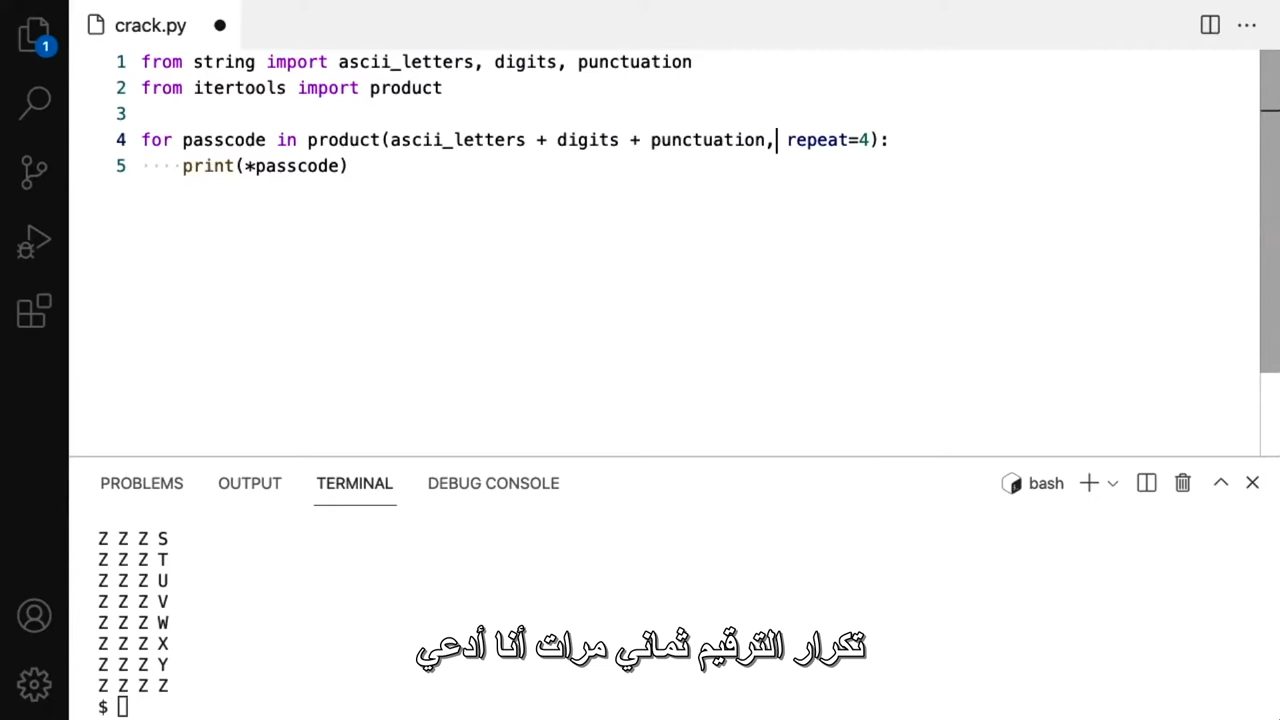 1
crack.py
1 from string import ascii_letters, digits, punctuation
2 from itertools import product
3
4 for passcode in product(ascii_letters + digits + punctuation, repeat=4):
5 ····print(*passcode)
PROBLEMS OUTPUT TERMINAL DEBUG CONSOLE bash
Z Z Z S
Z Z Z T
Z Z Z U
Z Z Z V
Z Z Z W
Z Z Z X
Z Z Z Y
Z Z Z Z
$
تكرار الترقيم ثماني مرات أنا أدعي